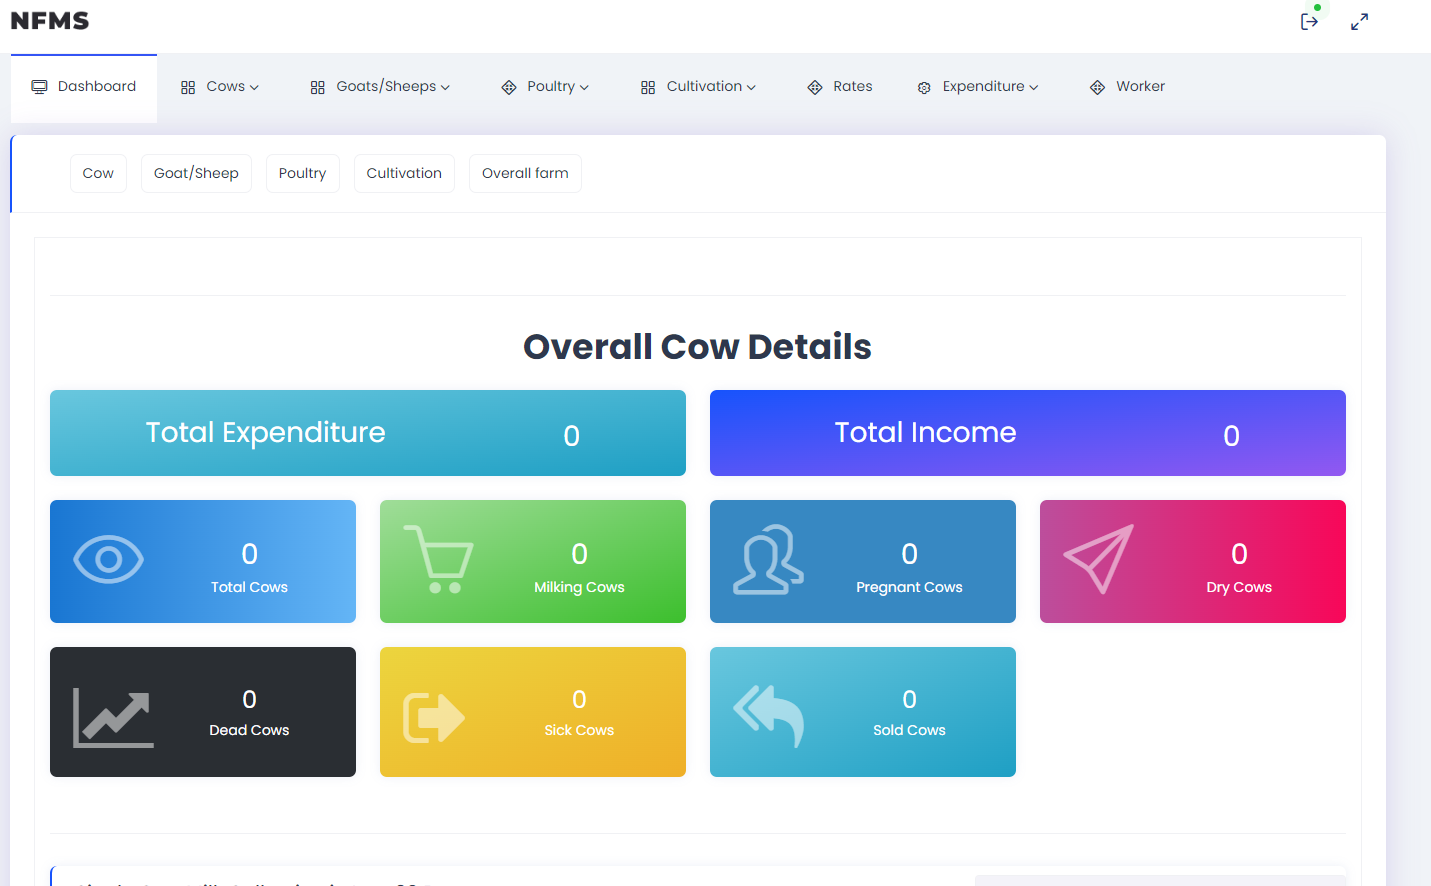 NFMS
Dashboard Cows Goats/Sheeps Poultry Cultivation Rates Expenditure Worker
Cow Goat/Sheep Poultry Cultivation Overall farm
Overall Cow Details
Total Expenditure 0 Total Income 0
0 0 0 0
Total Cows Milking Cows Pregnant Cows Dry Cows
0 0 0
Dead Cows Sick Cows Sold Cows